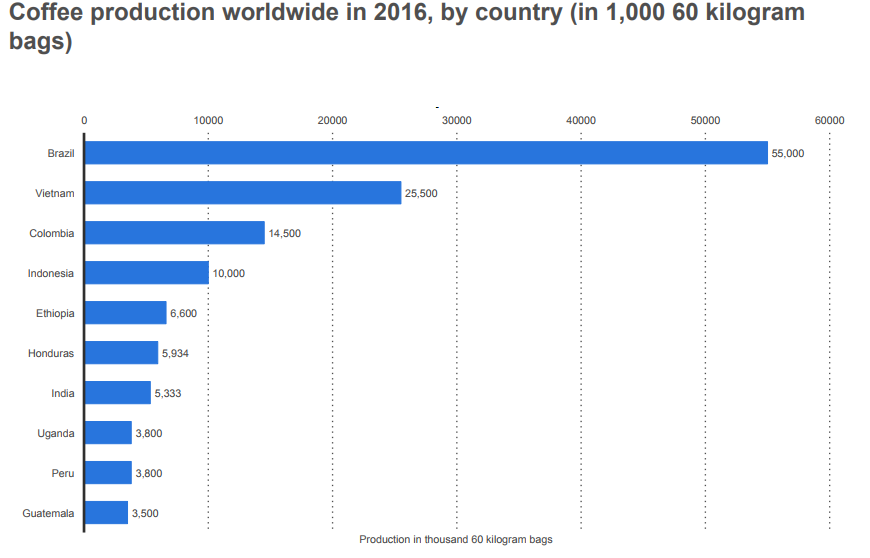 Coffee production worldwide in 2016, by country (in 1,000 60 kilogram
bags)
-
0 10000 20000 30000 40000 50000 60000
Brazil 55,000
Vietnam 25,500
Colombia 14,500
Indonesia 10,000
Ethiopia 6,600
Honduras 5,934
India 5,333
Uganda 3,800
Peru 3,800
Guatemala 3,500
Production in thousand 60 kilogram bags